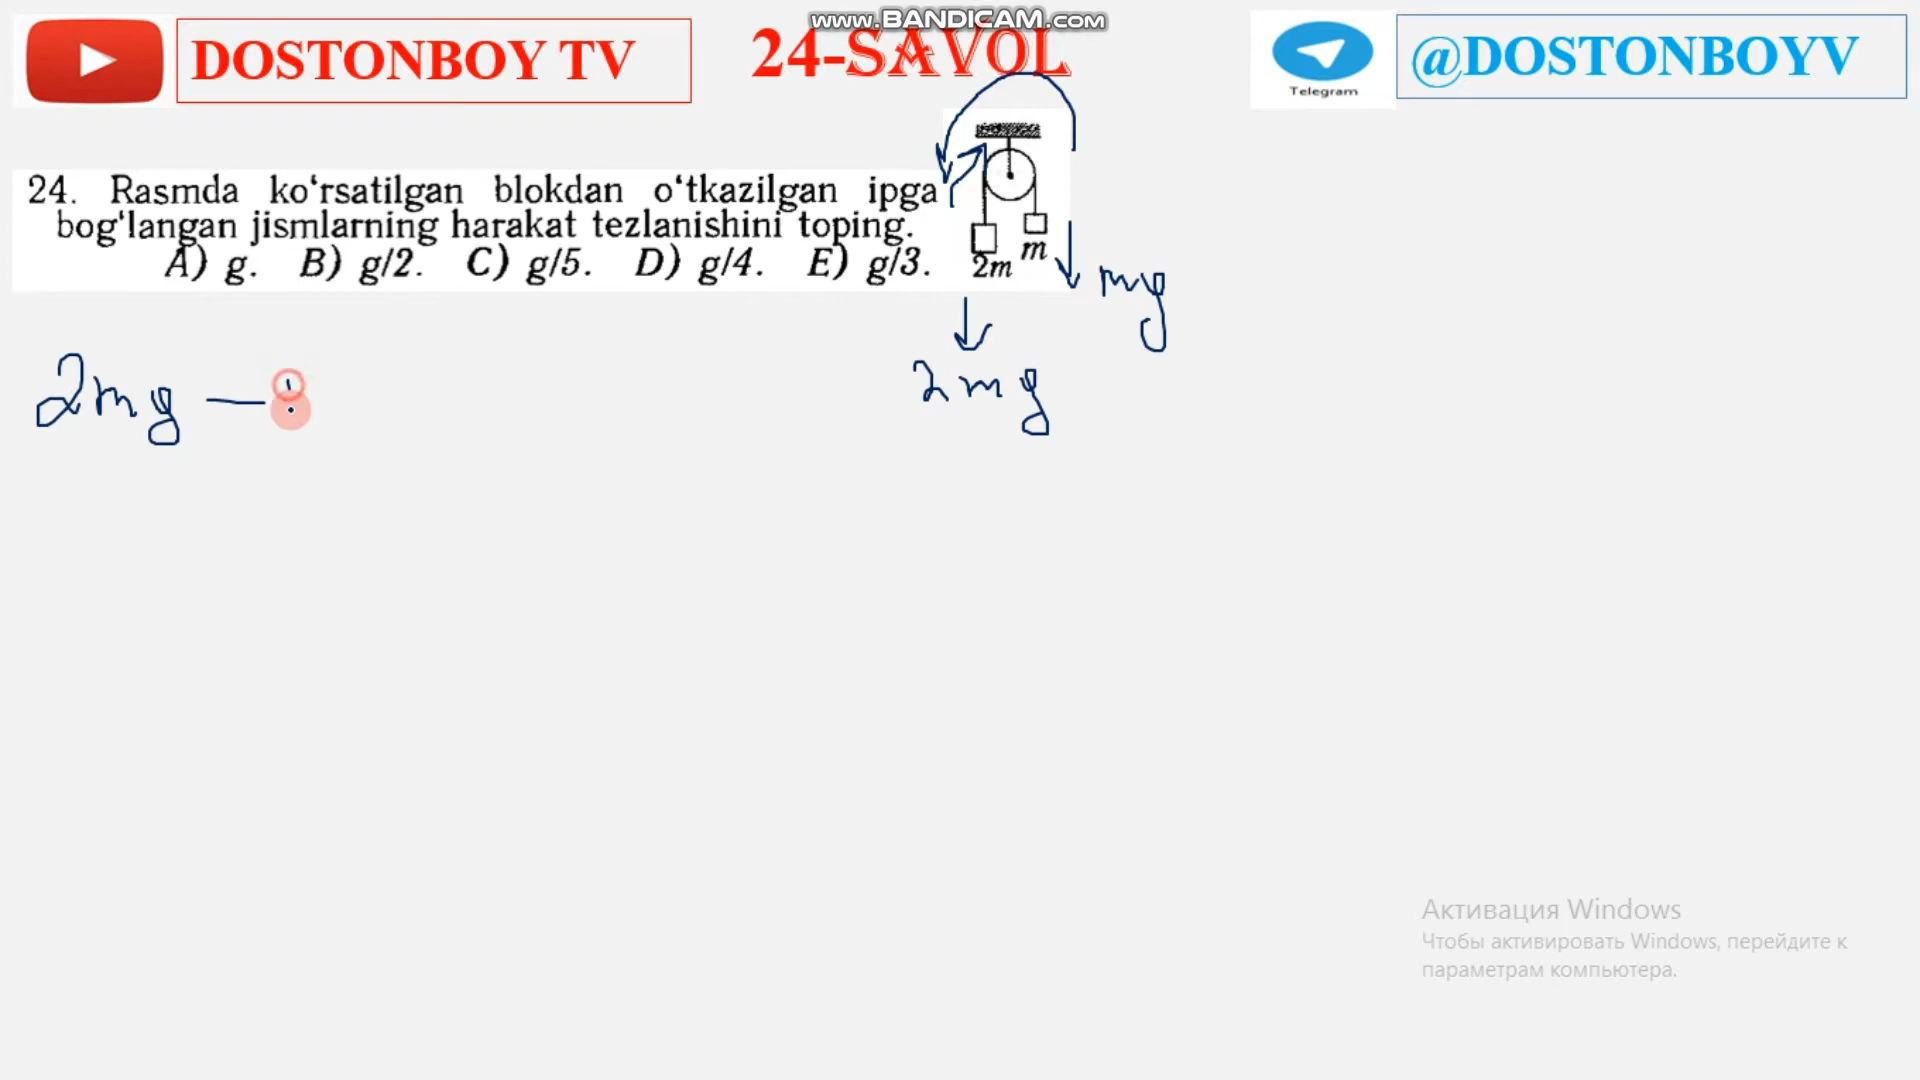 www.BANDICAM.com
DOSTONBOY TV
24-SAVOL
Telegram
@DOSTONBOYV
24. Rasmda ko‘rsatilgan blokdan o‘tkazilgan ipga
bog‘langan jismlarning harakat tezlanishini toping.
A) g. B) g/2. C) g/5. D) g/4. E) g/3.
2m
m
mg
2mg
2mg —
Активация Windows
Чтобы активировать Windows, перейдите к
параметрам компьютера.